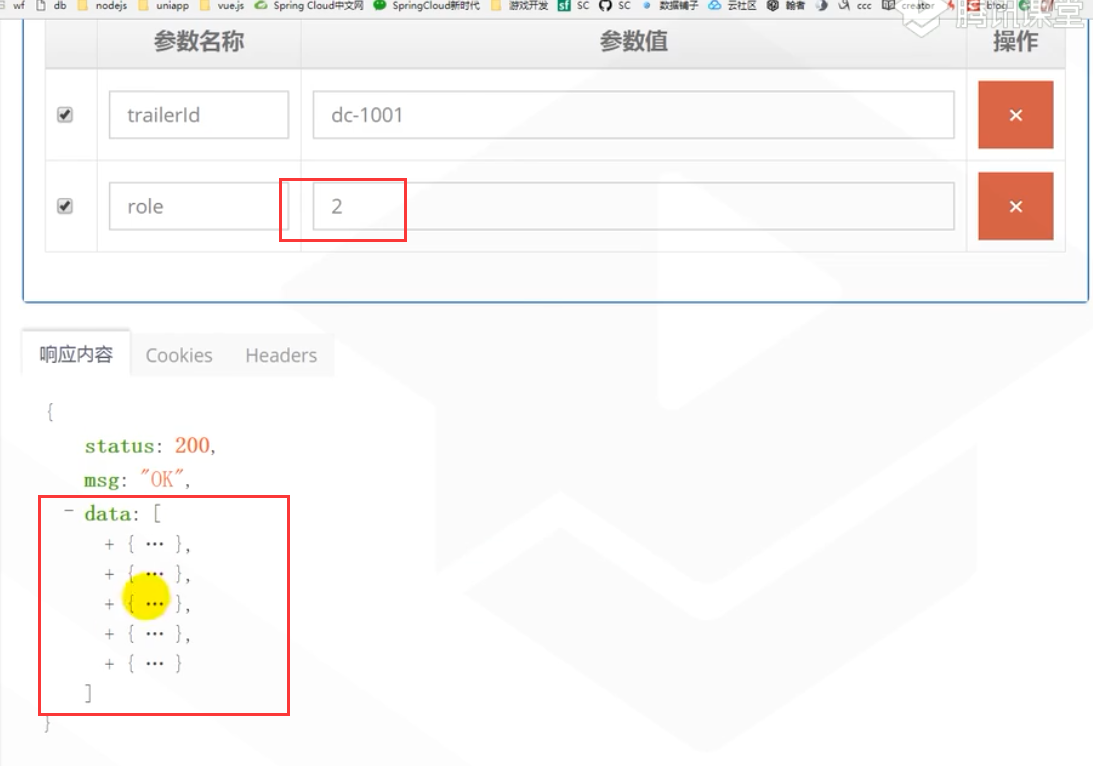 wf db nodejs uniapp vue.js Spring Cloud中文网 SpringCloud新时代 游戏开发 SC SC 数据铺子 云社区 翰者 ccc creator blog
腾讯课堂
参数名称 参数值 操作
trailerId dc-1001 ×
role 2 ×
响应内容 Cookies Headers
{
status: 200,
msg: "OK",
- data: [
+ { ... },
+ { ... },
+ { ... },
+ { ... },
+ { ... }
]
}